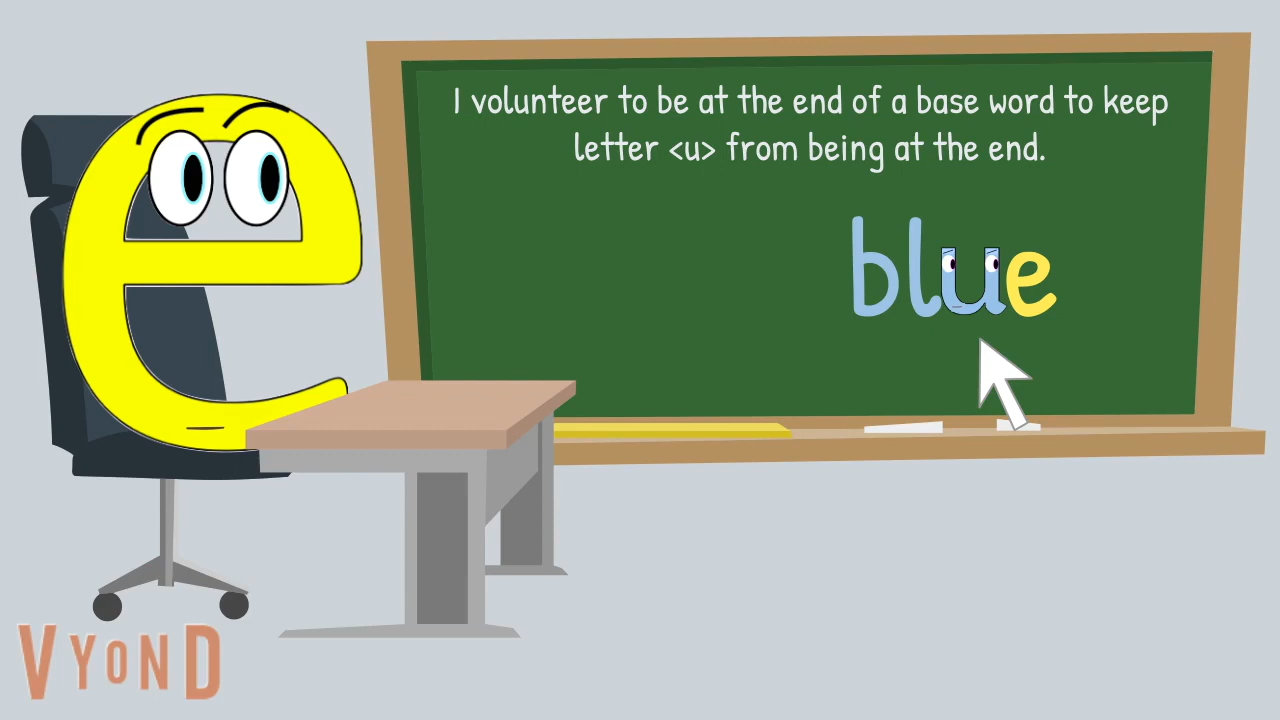 I volunteer to be at the end of a base word to keep
letter <u> from being at the end.
blue
e
VYOND